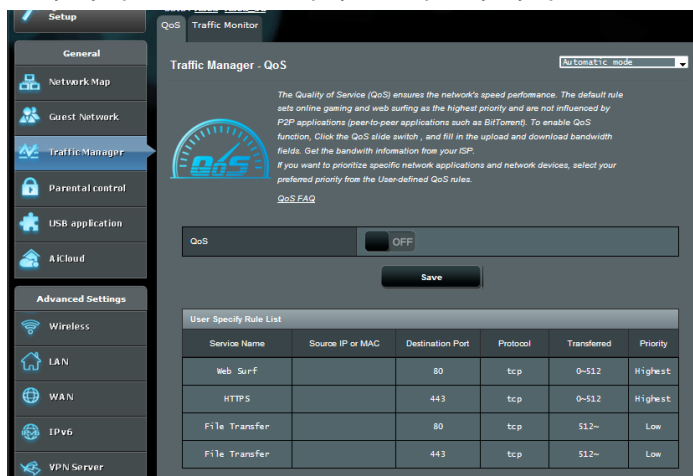 Setup
QoS Traffic Monitor
General
Network Map
Guest Network
Traffic Manager
Parental control
USB application
AiCloud
Advanced Settings
Wireless
LAN
WAN
IPv6
VPN Server
Traffic Manager - QoS
Automatic mode
The Quality of Service (QoS) ensures the network's speed performance. The default rule
sets online gaming and web surfing as the highest priority and are not influenced by
P2P applications (peer-to-peer applications such as BitTorrent). To enable QoS
function, Click the QoS slide switch , and fill in the upload and download bandwidth
fields. Get the bandwith information from your ISP.
If you want to prioritize specific network applications and network devices, select your
preferred priority from the User-defined QoS rules.
QoS
QoS FAQ
QoS OFF
Save
User Specify Rule List
Service Name Source IP or MAC Destination Port Protocol Transferred Priority
Web Surf 80 tcp 0~512 Highest
HTTPS 443 tcp 0~512 Highest
File Transfer 80 tcp 512~ Low
File Transfer 443 tcp 512~ Low